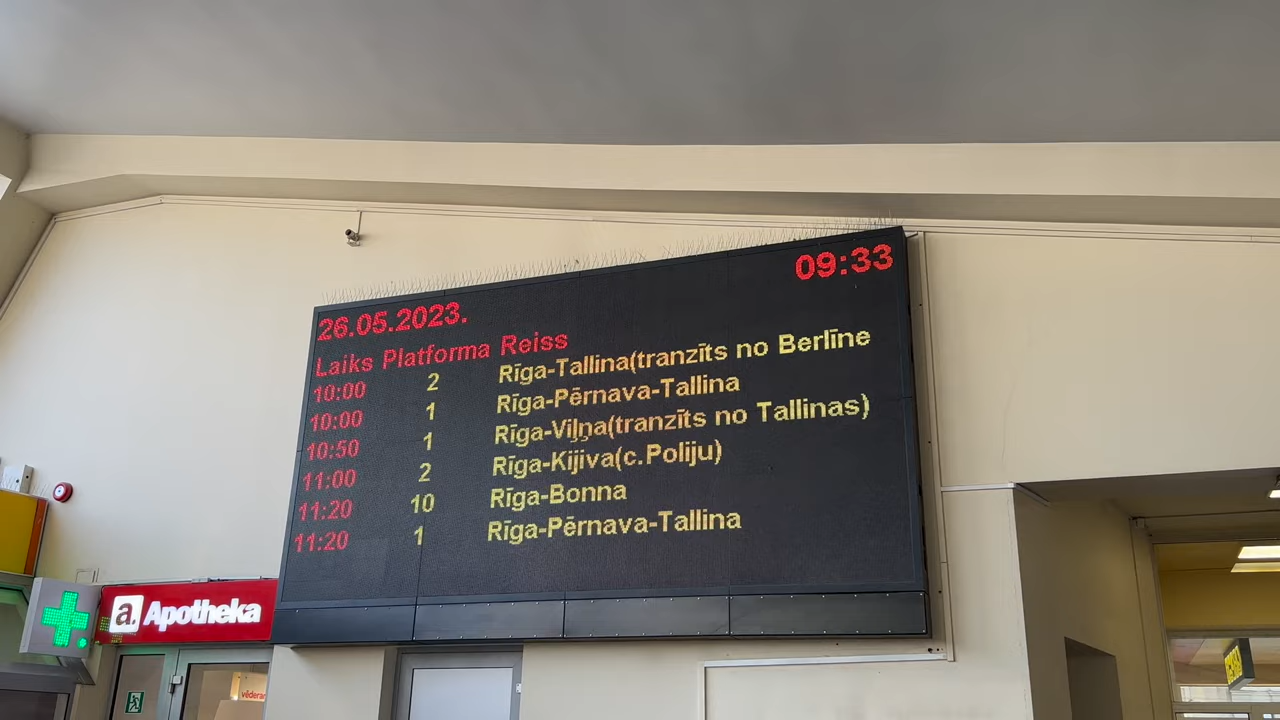 09:33
26.05.2023.
Laiks Platforma Reiss
10:00 2 Rīga-Tallina(tranzīts no Berlīne
10:00 1 Rīga-Pērnava-Tallina
10:50 1 Rīga-Viļņa(tranzīts no Tallinas)
11:00 2 Rīga-Kijiva(c.Poliju)
11:20 10 Rīga-Bonna
11:20 1 Rīga-Pērnava-Tallina
a. Apotheka